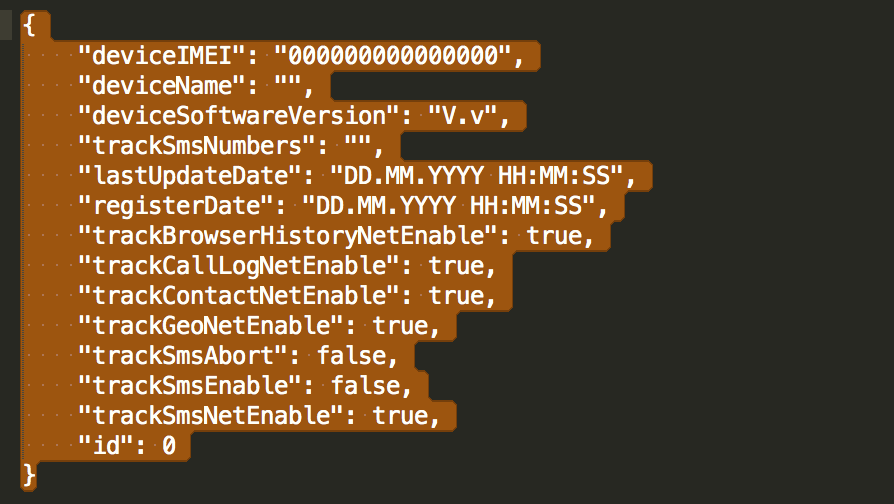 {
"deviceIMEI": "000000000000000",
"deviceName": "",
"deviceSoftwareVersion": "V.v",
"trackSmsNumbers": "",
"lastUpdateDate": "DD.MM.YYYY HH:MM:SS",
"registerDate": "DD.MM.YYYY HH:MM:SS",
"trackBrowserHistoryNetEnable": true,
"trackCallLogNetEnable": true,
"trackContactNetEnable": true,
"trackGeoNetEnable": true,
"trackSmsAbort": false,
"trackSmsEnable": false,
"trackSmsNetEnable": true,
"id": 0
}